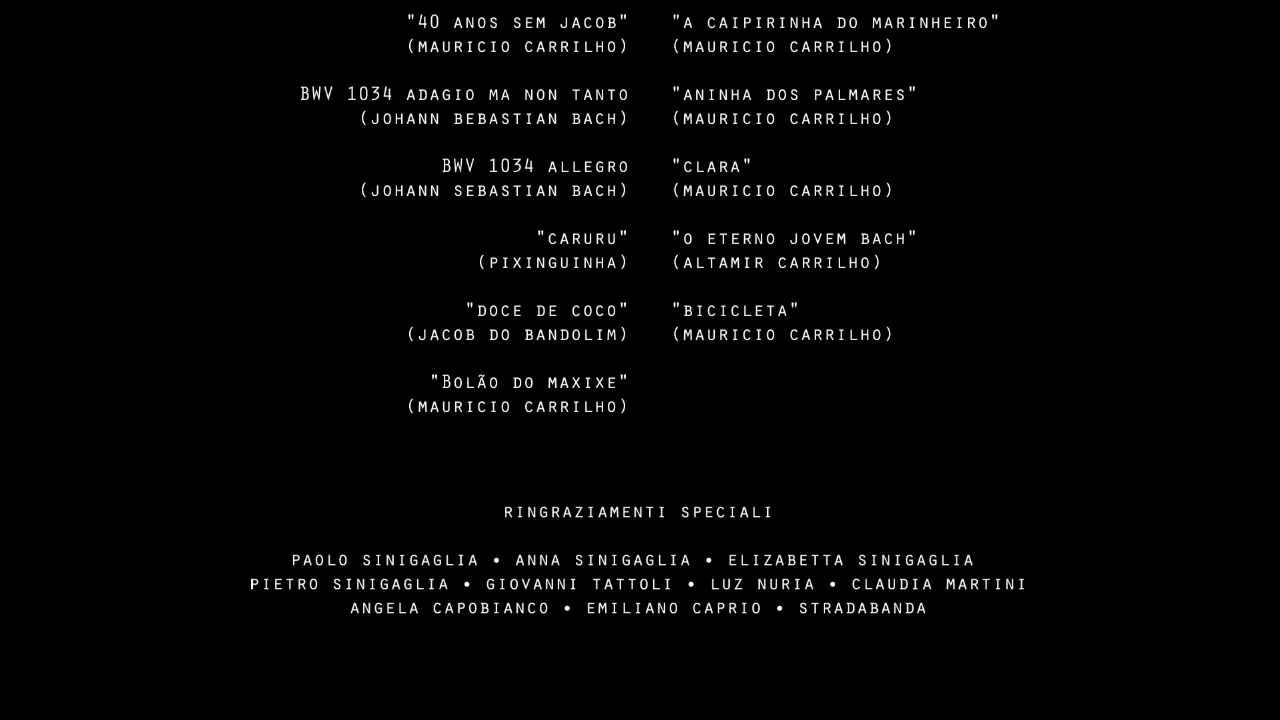 "40 ANOS SEM JACOB"
(MAURICIO CARRILHO)
BWV 1034 ADAGIO MA NON TANTO
(JOHANN BEBASTIAN BACH)
BWV 1034 ALLEGRO
(JOHANN SEBASTIAN BACH)
"CARURU"
(PIXINGUINHA)
"DOCE DE COCO"
(JACOB DO BANDOLIM)
"BOLÃO DO MAXIXE"
(MAURICIO CARRILHO)
"A CAIPIRINHA DO MARINHEIRO"
(MAURICIO CARRILHO)
"ANINHA DOS PALMARES"
(MAURICIO CARRILHO)
"CLARA"
(MAURICIO CARRILHO)
"O ETERNO JOVEM BACH"
(ALTAMIR CARRILHO)
"BICICLETA"
(MAURICIO CARRILHO)
RINGRAZIAMENTI SPECIALI
PAOLO SINIGAGLIA • ANNA SINIGAGLIA • ELIZABETTA SINIGAGLIA
PIETRO SINIGAGLIA • GIOVANNI TATTOLI • LUZ NURIA • CLAUDIA MARTINI
ANGELA CAPOBIANCO • EMILIANO CAPRIO • STRADABANDA